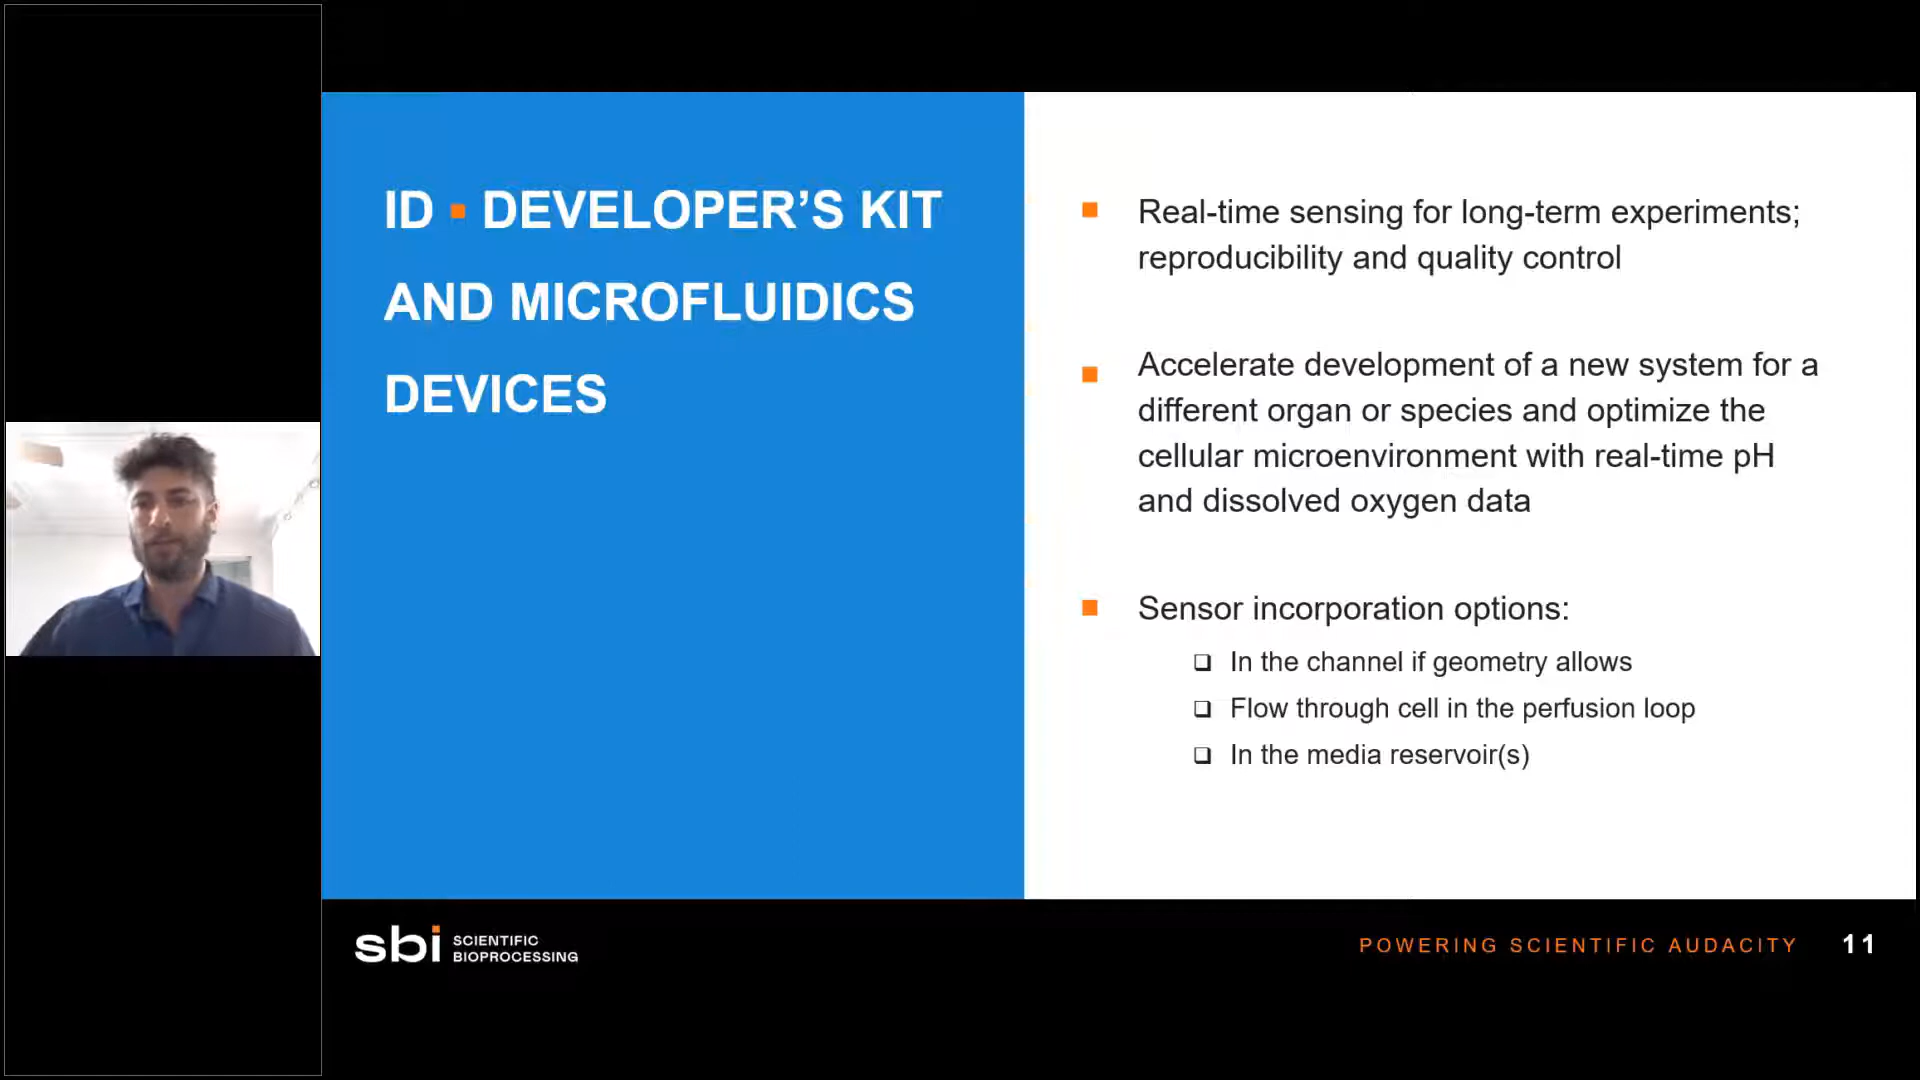 ID ▪ DEVELOPER’S KIT
AND MICROFLUIDICS
DEVICES
Real-time sensing for long-term experiments;
reproducibility and quality control
Accelerate development of a new system for a
different organ or species and optimize the
cellular microenvironment with real-time pH
and dissolved oxygen data
Sensor incorporation options:
In the channel if geometry allows
Flow through cell in the perfusion loop
In the media reservoir(s)
sbi SCIENTIFIC
BIOPROCESSING
POWERING SCIENTIFIC AUDACITY 11